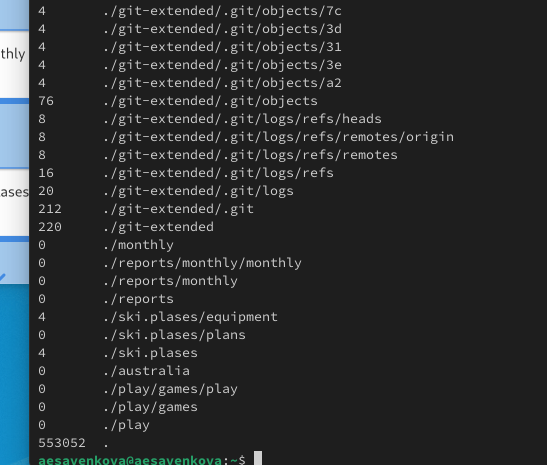 4 ./git-extended/.git/objects/7c
4 ./git-extended/.git/objects/3d
4 ./git-extended/.git/objects/31
4 ./git-extended/.git/objects/3e
4 ./git-extended/.git/objects/a2
76 ./git-extended/.git/objects
8 ./git-extended/.git/logs/refs/heads
8 ./git-extended/.git/logs/refs/remotes/origin
8 ./git-extended/.git/logs/refs/remotes
16 ./git-extended/.git/logs/refs
20 ./git-extended/.git/logs
212 ./git-extended/.git
220 ./git-extended
0 ./monthly
0 ./reports/monthly/monthly
0 ./reports/monthly
0 ./reports
4 ./ski.plases/equipment
0 ./ski.plases/plans
4 ./ski.plases
0 ./australia
0 ./play/games/play
0 ./play/games
0 ./play
553052 .
aesavenkova@aesavenkova:~$
thly
ases